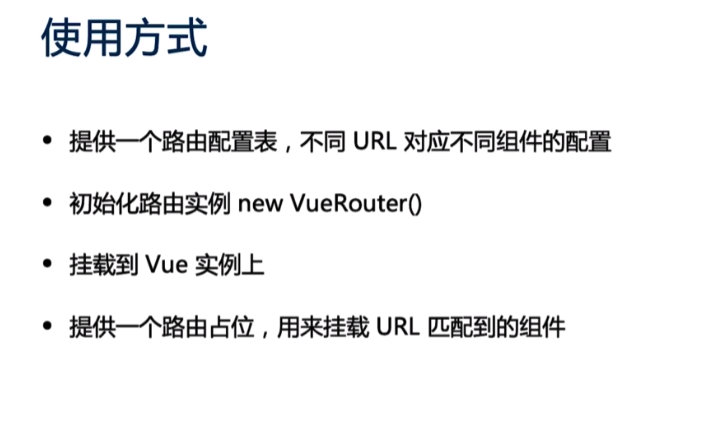 使用方式
• 提供一个路由配置表，不同 URL 对应不同组件的配置
• 初始化路由实例 new VueRouter()
• 挂载到 Vue 实例上
• 提供一个路由占位，用来挂载 URL 匹配到的组件